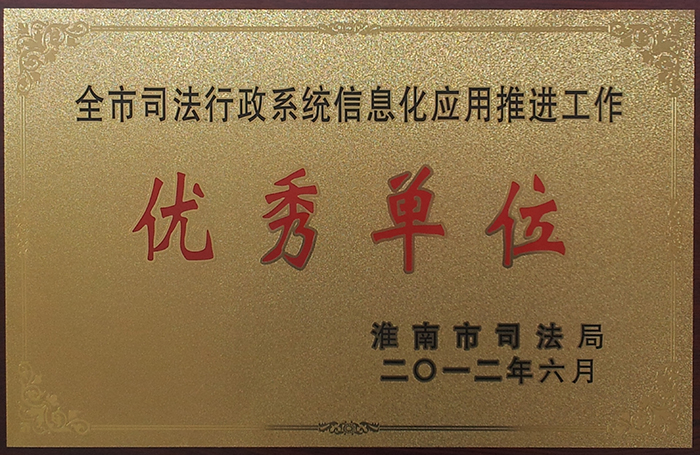 全市司法行政系统信息化应用推进工作
优秀单位
淮南市司法局
二〇一二年六月